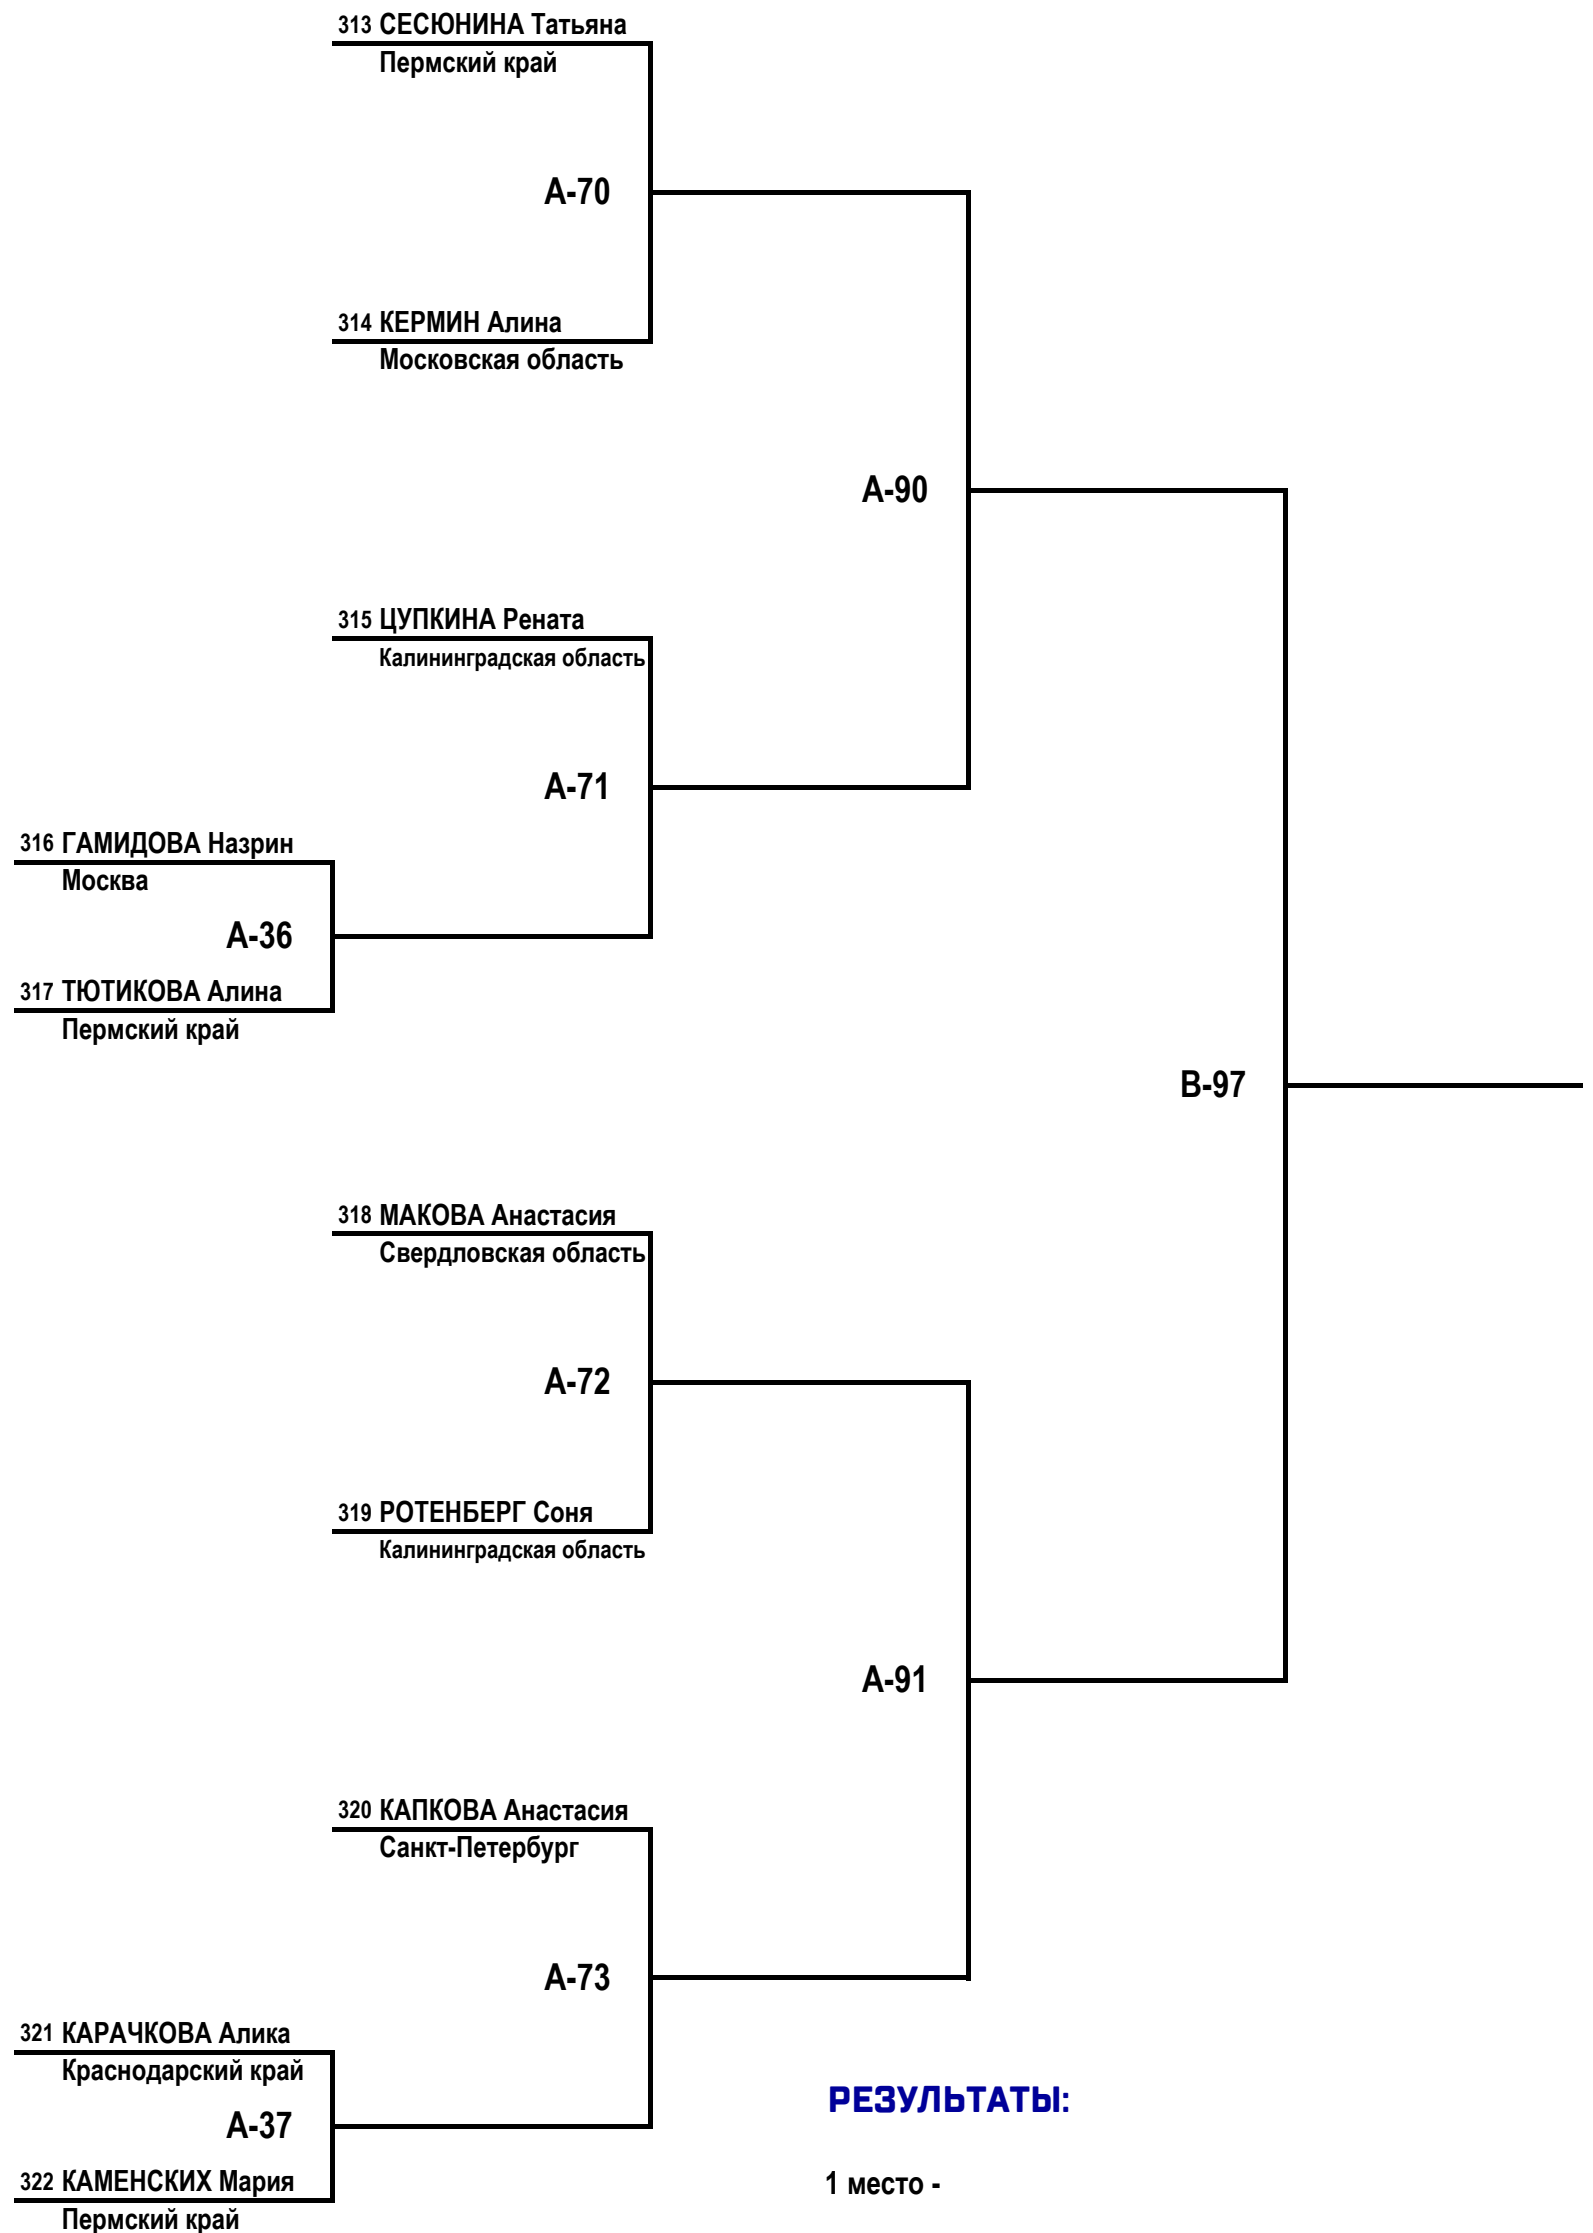 313 СЕСЮНИНА Татьяна
Пермский край
А-70
314 КЕРМИН Алина
Московская область
А-90
315 ЦУПКИНА Рената
Калининградская область
А-71
316 ГАМИДОВА Назрин
Москва
А-36
317 ТЮТИКОВА Алина
Пермский край
В-97
318 МАКОВА Анастасия
Свердловская область
А-72
319 РОТЕНБЕРГ Соня
Калининградская область
А-91
320 КАПКОВА Анастасия
Санкт-Петербург
А-73
321 КАРАЧКОВА Алика
Краснодарский край
РЕЗУЛЬТАТЫ:
А-37
322 КАМЕНСКИХ Мария
1 место -
Пермский край